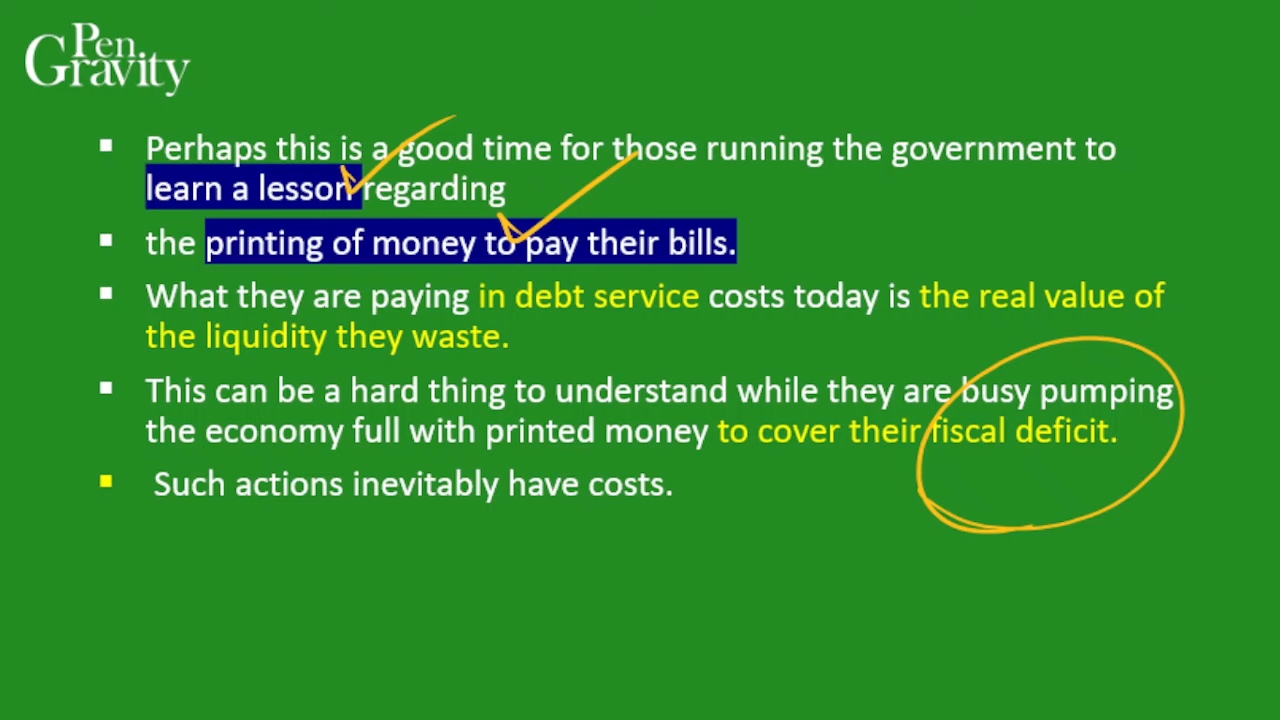 Pen
Gravity
▪ Perhaps this is a good time for those running the government to
learn a lesson regarding
▪ the printing of money to pay their bills.
▪ What they are paying in debt service costs today is the real value of
the liquidity they waste.
▪ This can be a hard thing to understand while they are busy pumping
the economy full with printed money to cover their fiscal deficit.
▪ Such actions inevitably have costs.